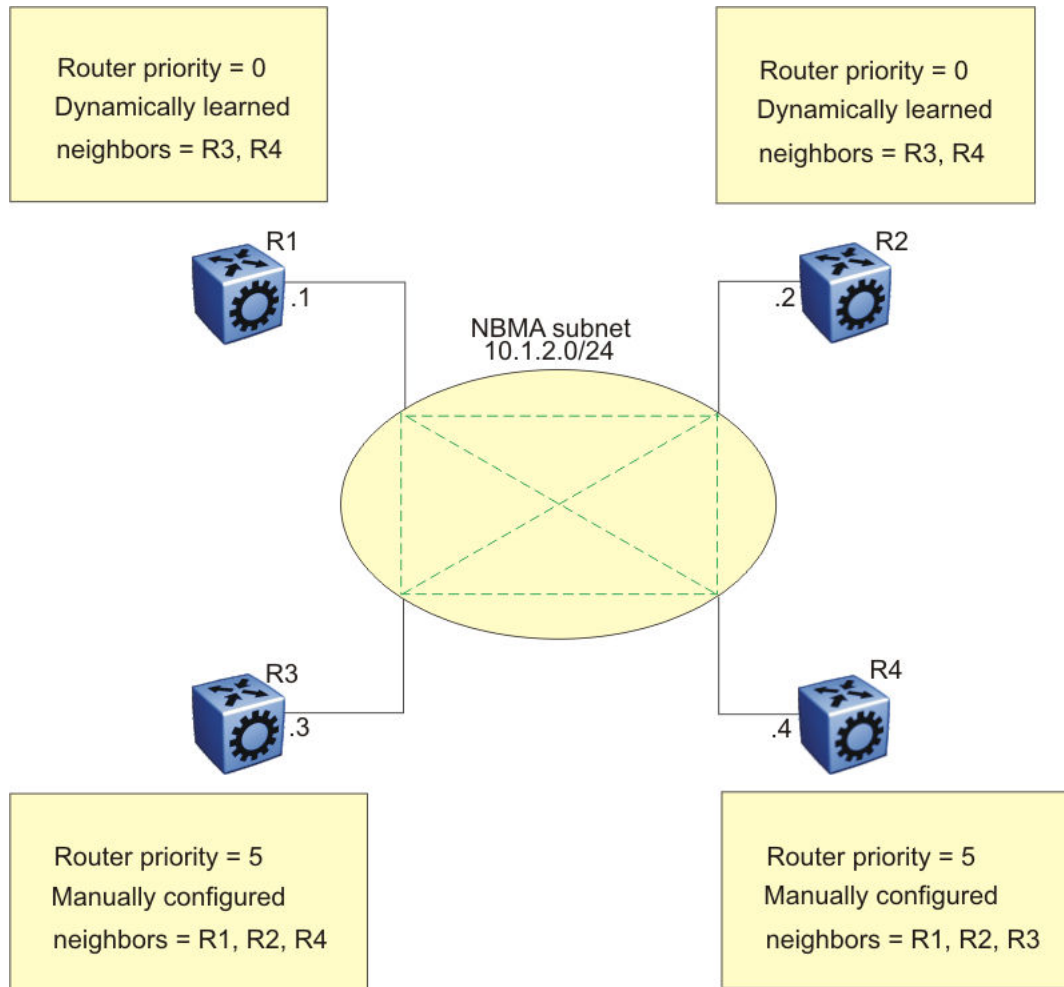 Router priority = 0
Dynamically learned
neighbors = R3, R4
Router priority = 0
Dynamically learned
neighbors = R3, R4
R1
.1
R2
.2
NBMA subnet
10.1.2.0/24
R3
.3
R4
.4
Router priority = 5
Manually configured
neighbors = R1, R2, R4
Router priority = 5
Manually configured
neighbors = R1, R2, R3